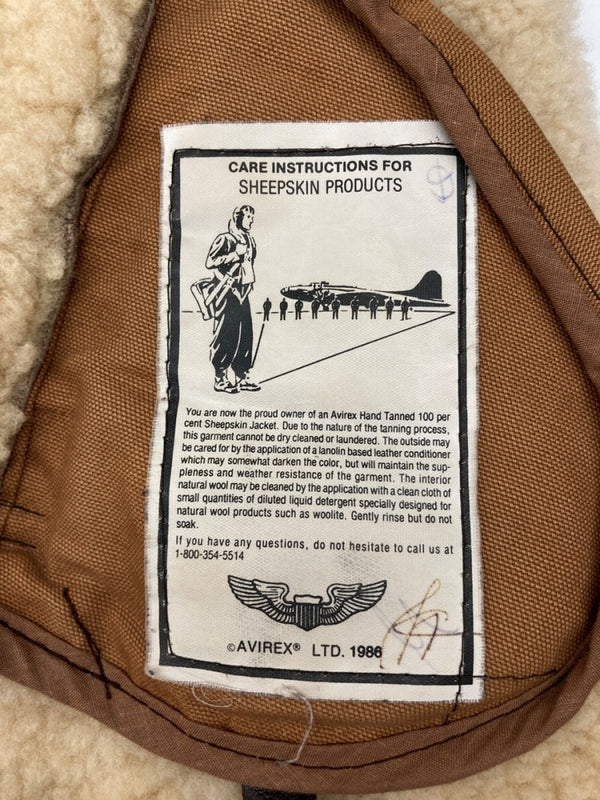 CARE INSTRUCTIONS FOR
SHEEPSKIN PRODUCTS
You are now the proud owner of an Avirex Hand Tanned 100 per
cent Sheepskin Jacket. Due to the nature of the tanning process,
this garment cannot be dry cleaned or laundered. The outside may
be cared for by the application of a lanolin based leather conditioner
which may somewhat darken the color, but will maintain the sup-
pleness and weather resistance of the garment. The interior
natural wool may be cleaned by the application with a clean cloth of
small quantities of diluted liquid detergent specially designed for
natural wool products such as woolite. Gently rinse but do not
soak.
If you have any questions, do not hesitate to call us at
1-800-354-5514
©AVIREX® LTD. 1986